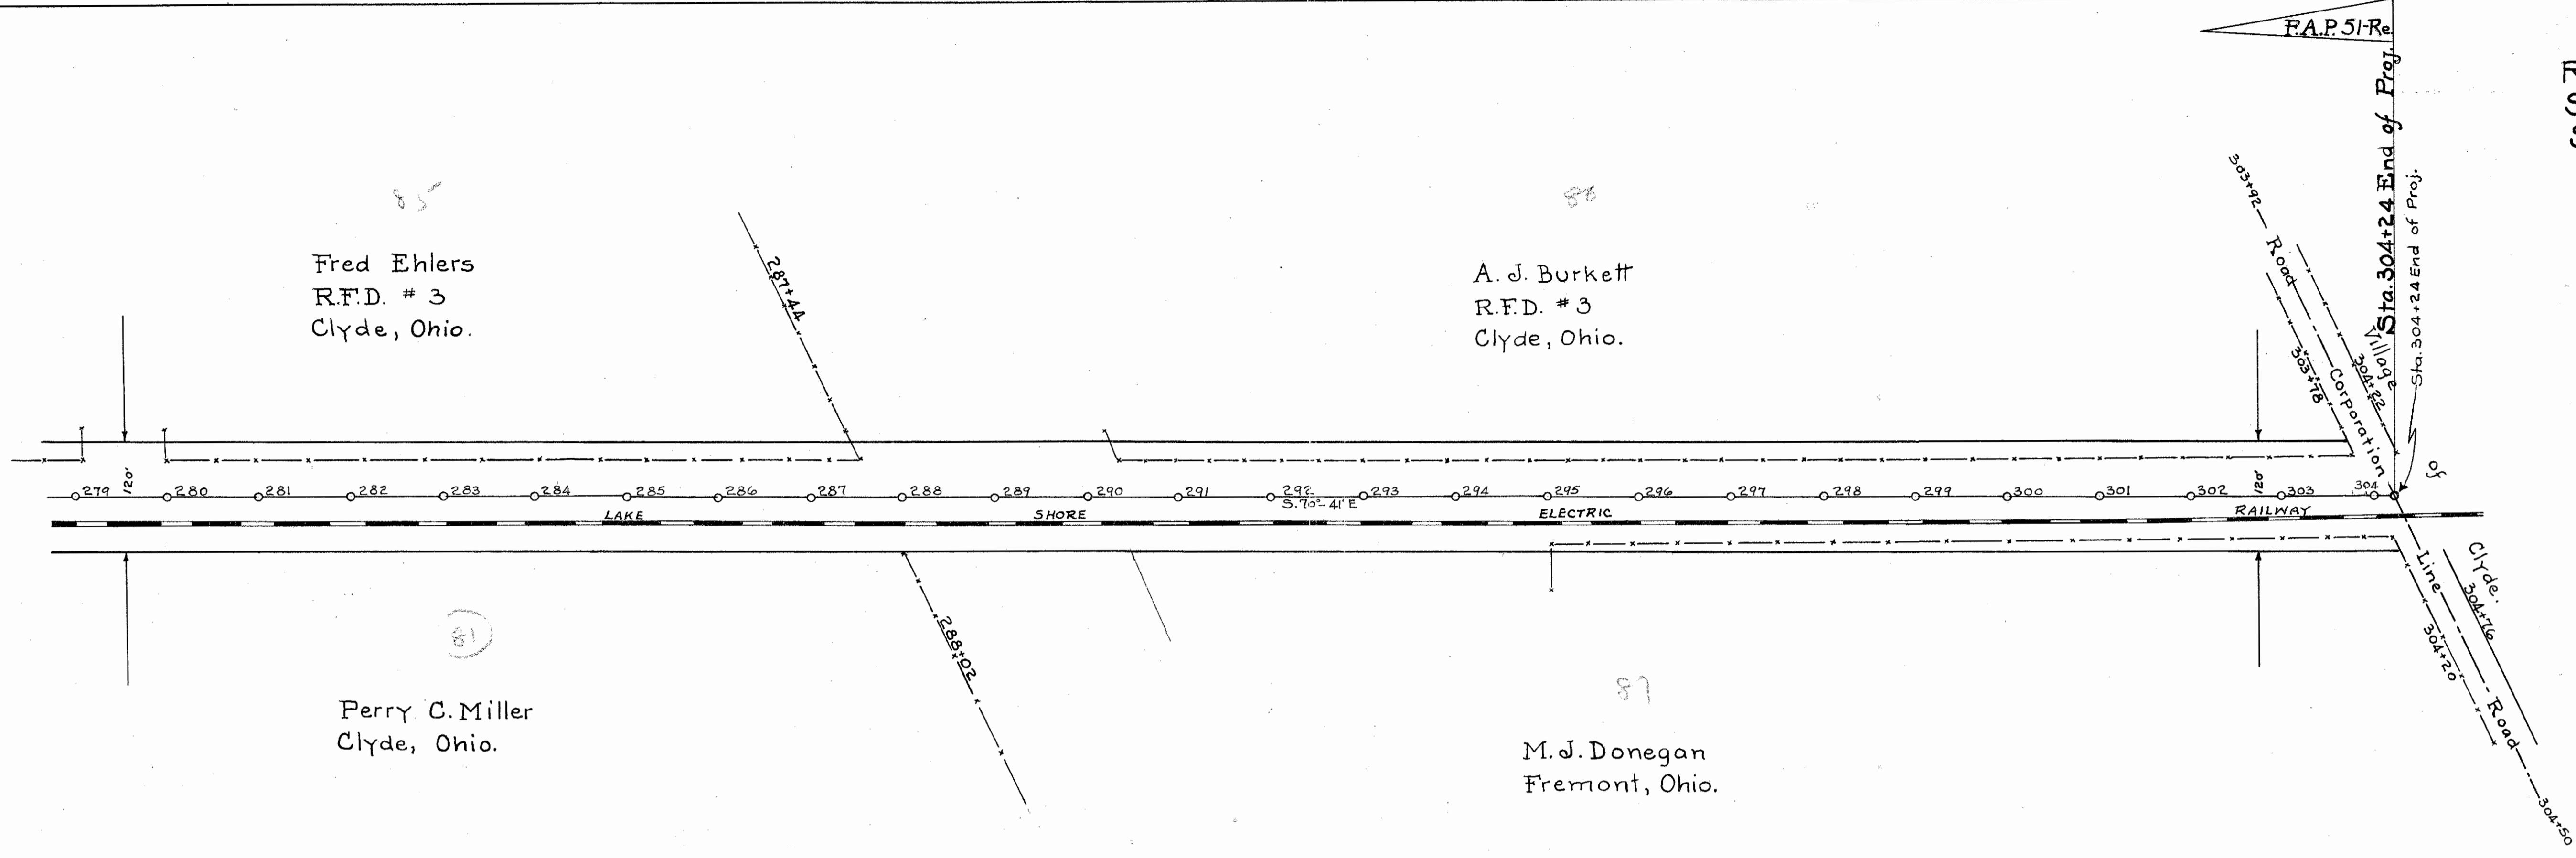 F.A.P. 51-Re
Sta. 304+24 End of Proj.
Sta. 304+24 End of Proj.
85
Fred Ehlers
R.F.D. # 3
Clyde, Ohio.
287+44
86
A. J. Burkett
R.F.D. # 3
Clyde, Ohio.
303+92
Road
Corporation
Line
Road
304+50
303+78
304+22
Village
of
Clyde.
120'
279 280 281 282 283 284 285 286 287 288 289 290 291 292 293 294 295 296 297 298 299 300 301 302 303 304
120'
S. 70°-41' E
LAKE SHORE ELECTRIC RAILWAY
81
Perry C. Miller
Clyde, Ohio.
288+02
87
M. J. Donegan
Fremont, Ohio.
304+76
304+20